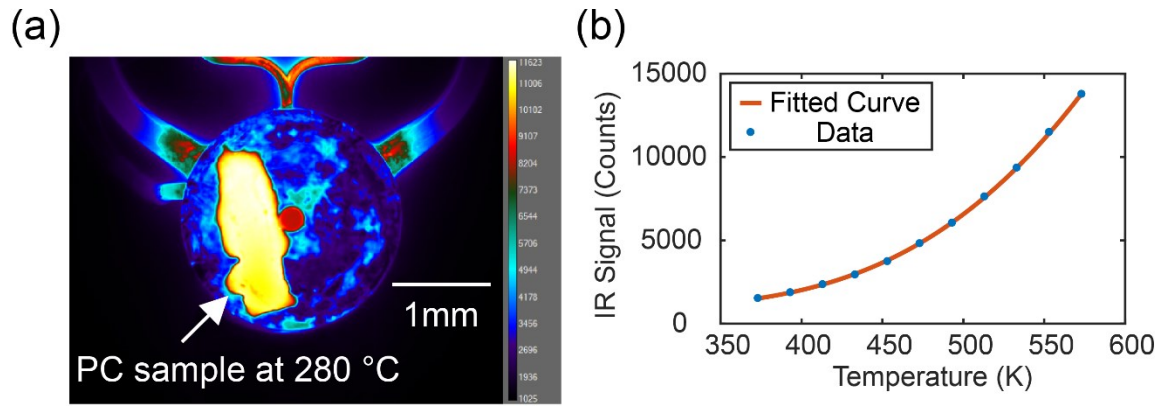 (a)
11623
11006
10102
9107
8204
7373
6544
5706
4944
4178
3456
2696
1936
1025
1mm
PC sample at 280 °C
(b)
15000
10000
5000
0
Fitted Curve
Data
IR Signal (Counts)
350 400 450 500 550 600
Temperature (K)